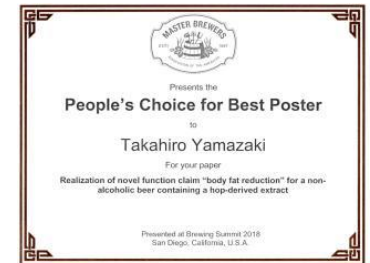 MASTER BREWERS
Presents the
People's Choice for Best Poster
to
Takahiro Yamazaki
For your paper
Realization of novel function claim "body fat reduction" for a non-
alcoholic beer containing a hop-derived extract
Presented at Brewing Summit 2018
San Diego, California, U.S.A.